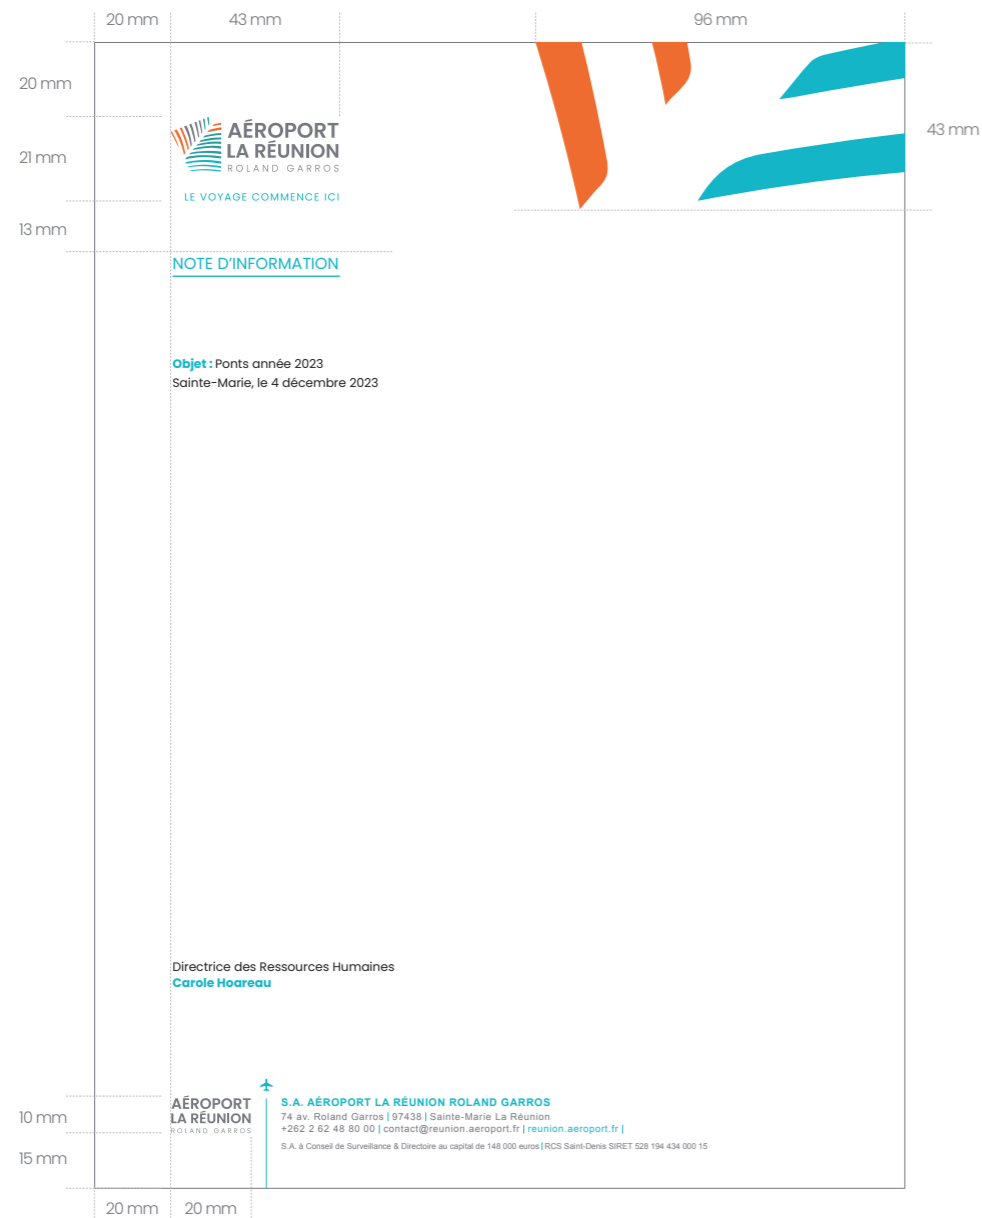 20 mm
43 mm
96 mm
20 mm
43 mm
21 mm
13 mm
AÉROPORT
LA RÉUNION
ROLAND GARROS
LE VOYAGE COMMENCE ICI
NOTE D'INFORMATION
Objet : Ponts année 2023
Sainte-Marie, le 4 décembre 2023
Directrice des Ressources Humaines
Carole Hoareau
10 mm
15 mm
AÉROPORT
LA RÉUNION
ROLAND GARROS
S.A. AÉROPORT LA RÉUNION ROLAND GARROS
74 av. Roland Garros | 97438 | Sainte-Marie La Réunion
+262 2 62 48 80 00 | contact@reunion.aeroport.fr | reunion.aeroport.fr |
S.A. à Conseil de Surveillance & Directoire au capital de 148 000 euros | RCS Saint-Denis SIRET 528 194 434 000 15
20 mm
20 mm